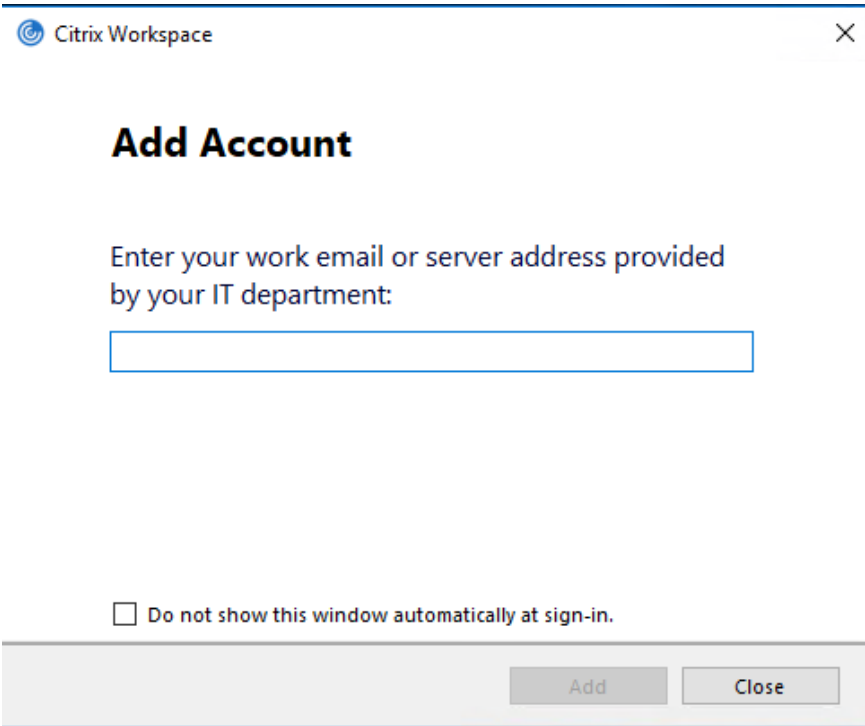 Citrix Workspace
Add Account
Enter your work email or server address provided
by your IT department:
Do not show this window automatically at sign-in.
Add
Close